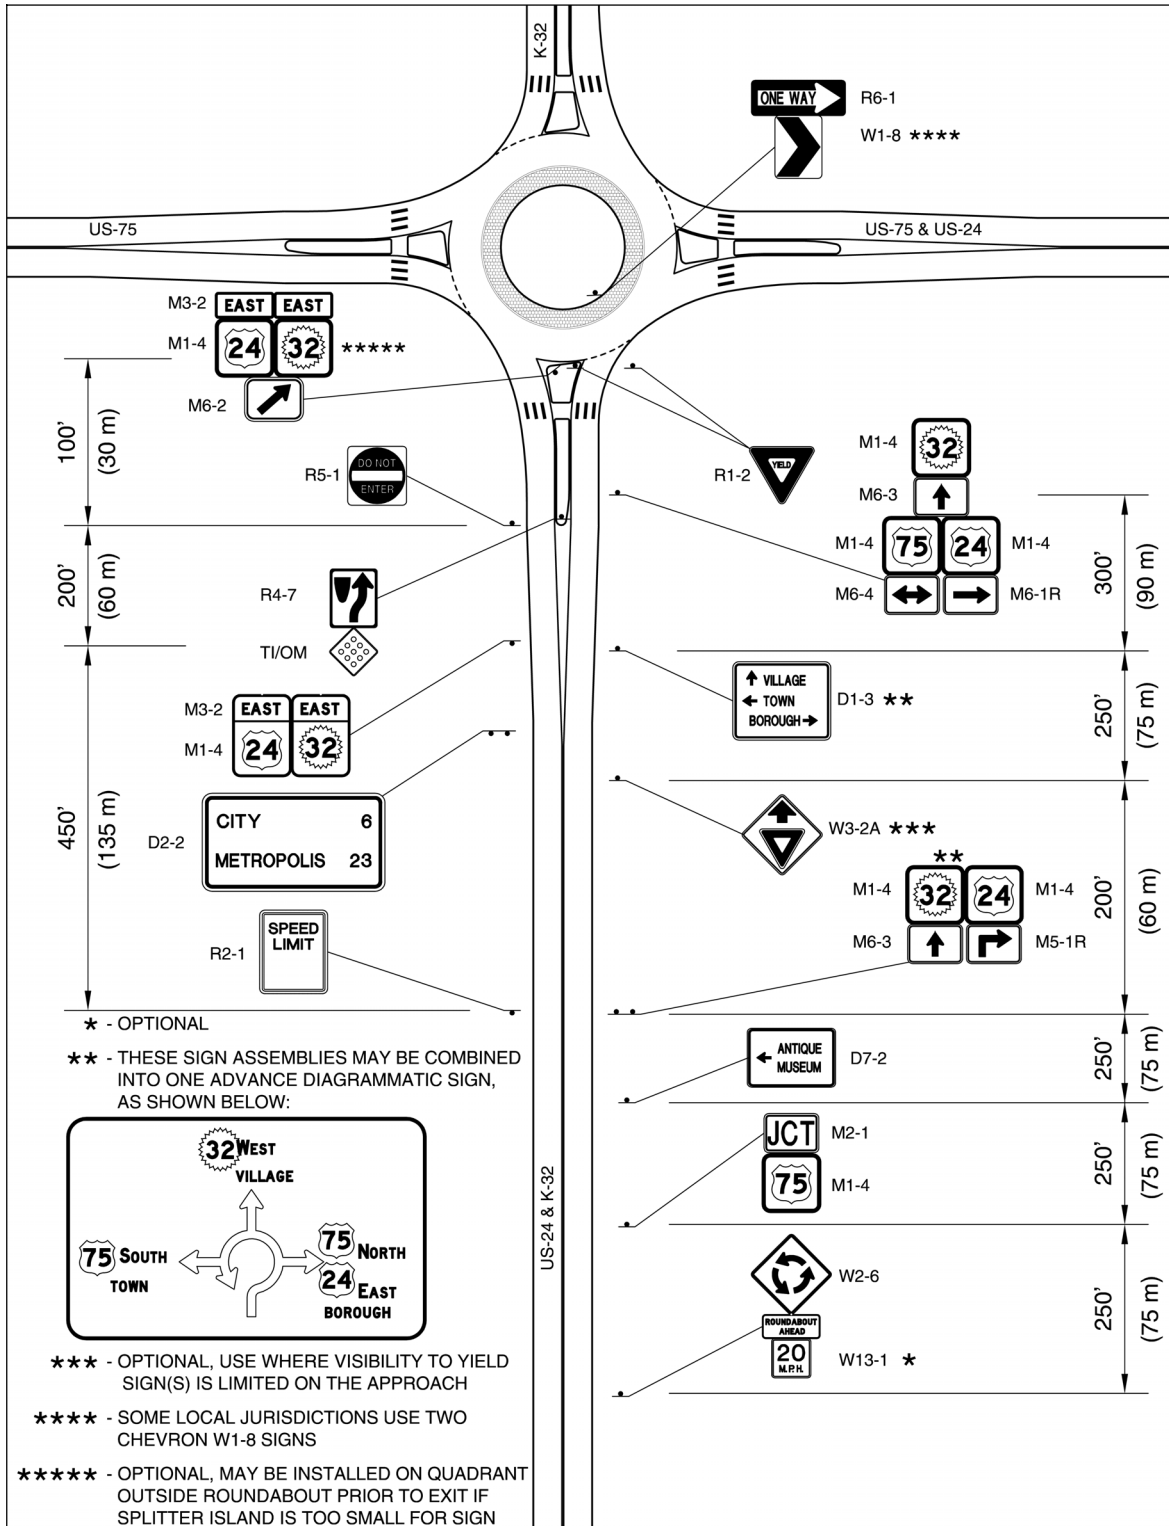 K-32
ONE WAY
R6-1
W1-8 ****
US-75
US-75 & US-24
M3-2
EAST EAST
M1-4
24 32 *****
M6-2
100'
(30 m)
R5-1
DO NOT
ENTER
R1-2
YIELD
M1-4
32
M6-3
M1-4
75 24
M1-4
M6-4
M6-1R
300'
(90 m)
200'
(60 m)
R4-7
TI/OM
D1-3 **
VILLAGE
TOWN
BOROUGH
250'
(75 m)
M3-2
EAST EAST
M1-4
24 32
D2-2
CITY 6
METROPOLIS 23
450'
(135 m)
W3-2A ***
**
M1-4
32 24
M1-4
M6-3
M5-1R
200'
(60 m)
R2-1
SPEED
LIMIT
D7-2
ANTIQUE
MUSEUM
250'
(75 m)
JCT
M2-1
75
M1-4
250'
(75 m)
W2-6
ROUNDABOUT
AHEAD
20
M.P.H.
W13-1 *
250'
(75 m)
US-24 & K-32
* - OPTIONAL
** - THESE SIGN ASSEMBLIES MAY BE COMBINED
INTO ONE ADVANCE DIAGRAMMATIC SIGN,
AS SHOWN BELOW:
32 WEST
VILLAGE
75 SOUTH
TOWN
75 NORTH
24 EAST
BOROUGH
*** - OPTIONAL, USE WHERE VISIBILITY TO YIELD
SIGN(S) IS LIMITED ON THE APPROACH
**** - SOME LOCAL JURISDICTIONS USE TWO
CHEVRON W1-8 SIGNS
***** - OPTIONAL, MAY BE INSTALLED ON QUADRANT
OUTSIDE ROUNDABOUT PRIOR TO EXIT IF
SPLITTER ISLAND IS TOO SMALL FOR SIGN